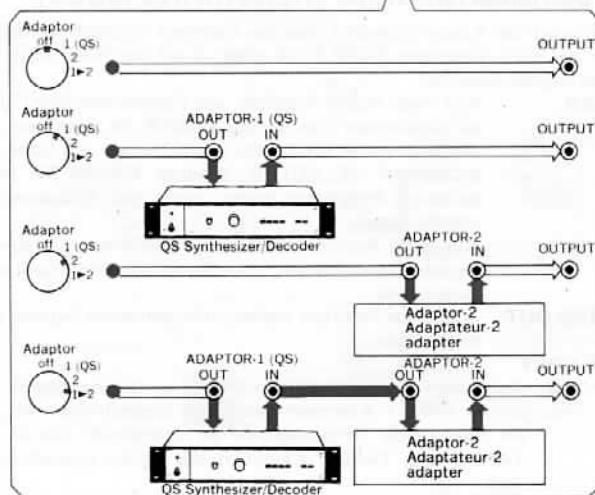 Adaptor
off 1 (QS)
2
1►2
OUTPUT
Adaptor
off 1 (QS)
2
1►2
ADAPTOR-1 (QS)
OUT IN
OUTPUT
QS Synthesizer/Decoder
Adaptor
off 1 (QS)
2
1►2
ADAPTOR-2
OUT IN
OUTPUT
Adaptor-2
Adaptateur-2
adapter
Adaptor
off 1 (QS)
2
1►2
ADAPTOR-1 (QS)
OUT IN
ADAPTOR-2
OUT IN
OUTPUT
QS Synthesizer/Decoder
Adaptor-2
Adaptateur-2
adapter